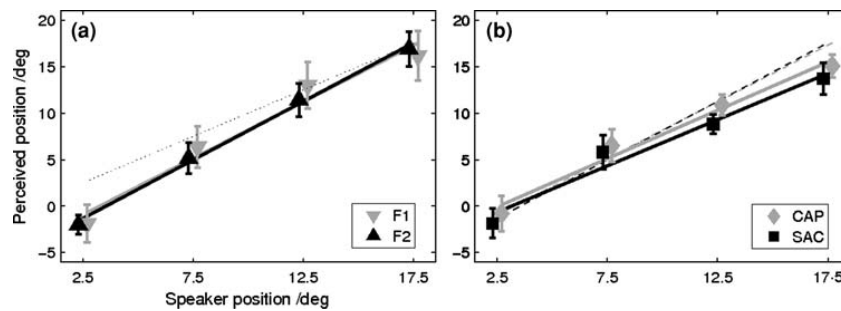 (a)
(b)
Perceived position /deg
20
15
10
5
0
−5
20
15
10
5
0
−5
F1
F2
CAP
SAC
2.5 7.5 12.5 17.5
2.5 7.5 12.5 17.5
Speaker position /deg